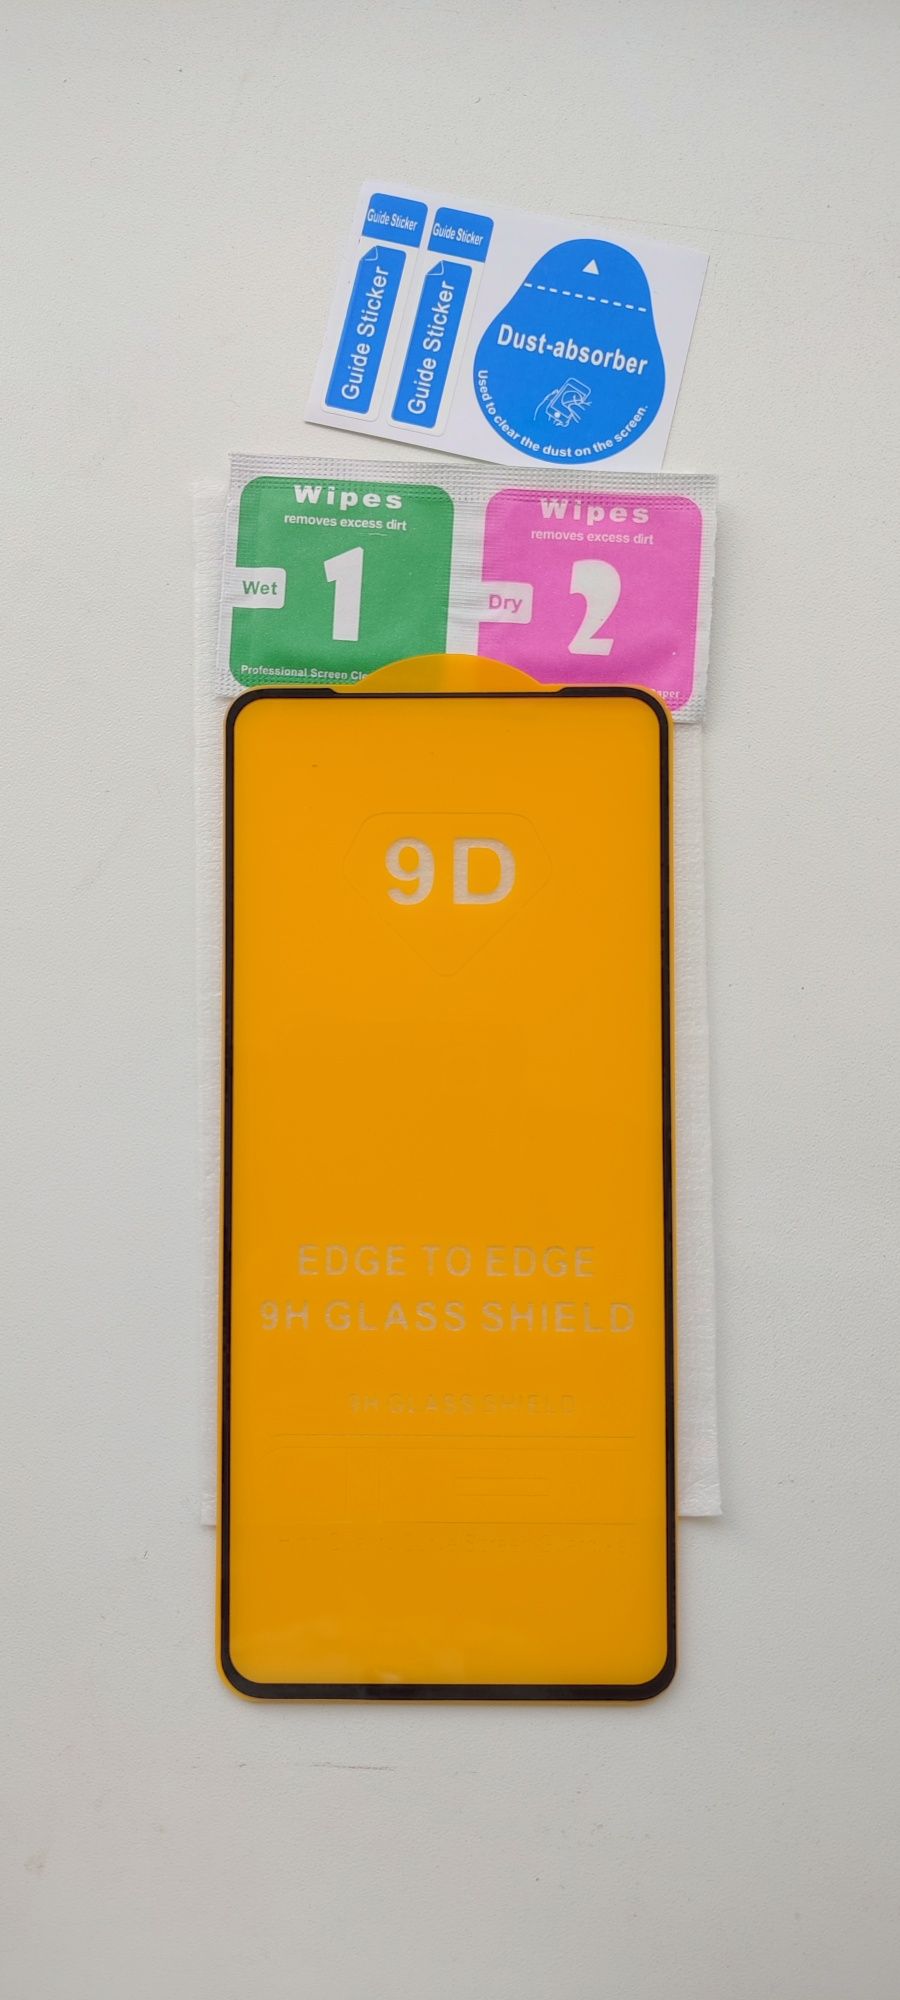 Guide Sticker
Guide Sticker
Guide Sticker
Guide Sticker
Dust-absorber
Used to clear the dust on the screen.
Wipes
removes excess dirt
Wet
1
Professional Screen
Wipes
removes excess dirt
Dry
2
9D
EDGE TO EDGE
9H GLASS SHIELD
9H GLASS SHIELD